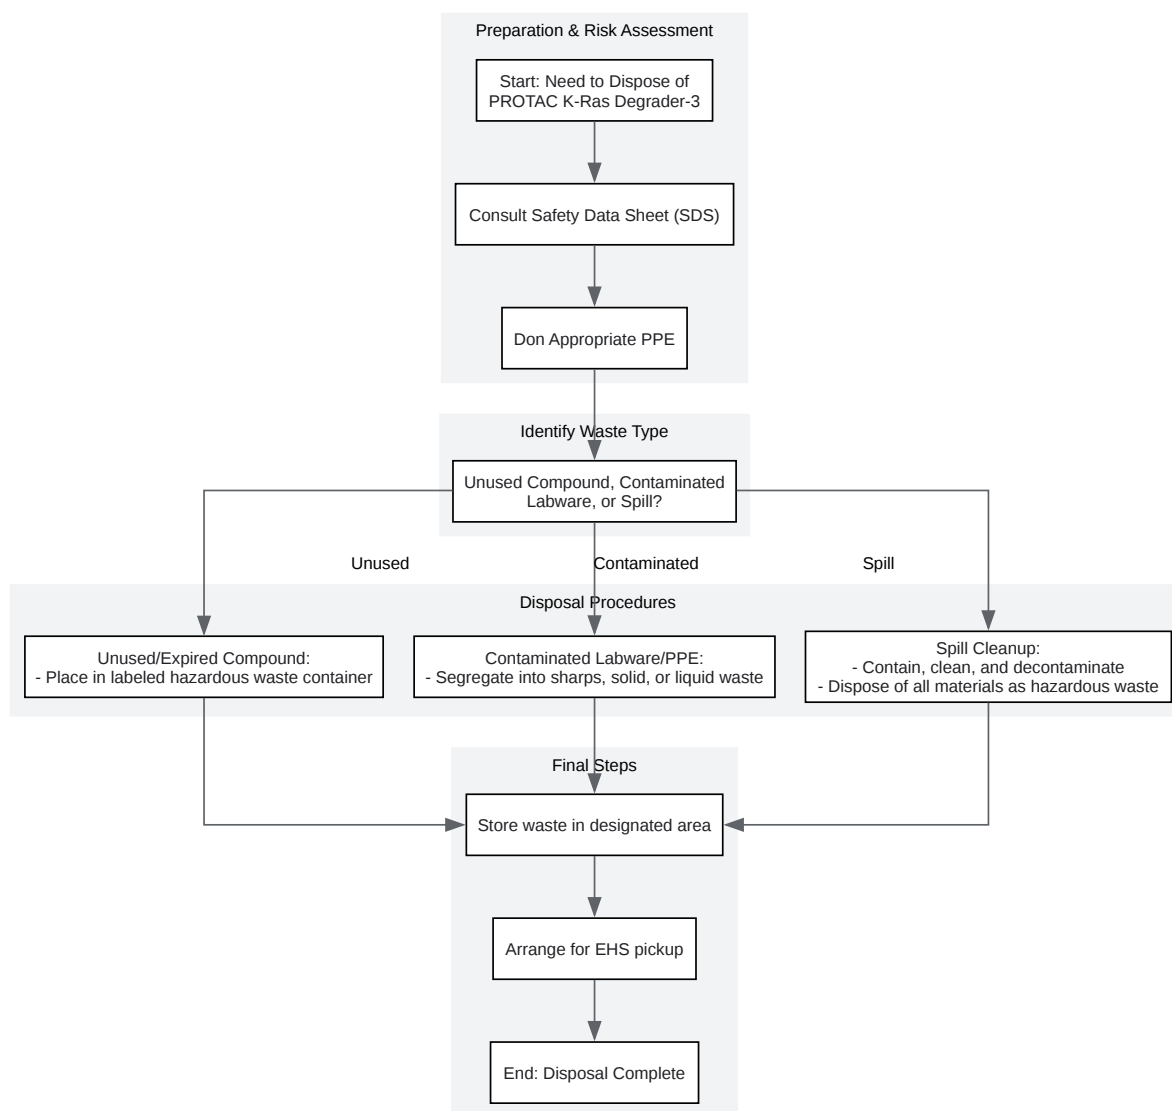 Preparation & Risk Assessment
Start: Need to Dispose of
PROTAC K-Ras Degrader-3
Consult Safety Data Sheet (SDS)
Don Appropriate PPE
Identify Waste Type
Unused Compound, Contaminated
Labware, or Spill?
Unused
Contaminated
Spill
Disposal Procedures
Unused/Expired Compound:
- Place in labeled hazardous waste container
Contaminated Labware/PPE:
- Segregate into sharps, solid, or liquid waste
Spill Cleanup:
- Contain, clean, and decontaminate
- Dispose of all materials as hazardous waste
Final Steps
Store waste in designated area
Arrange for EHS pickup
End: Disposal Complete